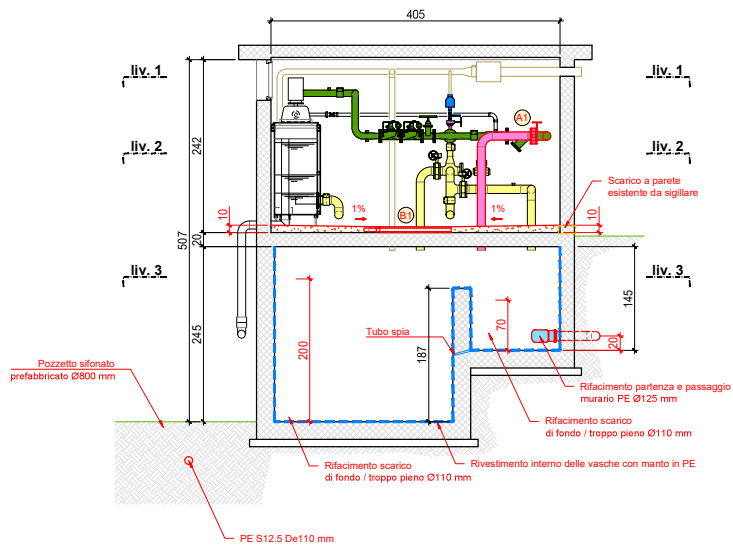 405
liv. 1
liv. 1
242
liv. 2
liv. 2
A1
Scarico a parete
esistente da sigillare
B1
1%
1%
10
10
507
20
liv. 3
liv. 3
245
200
187
70
145
20
Tubo spia
Pozzetto sifonato
prefabbricato Ø800 mm
Rifacimento partenza e passaggio
murario PE Ø125 mm
Rifacimento scarico
di fondo / troppo pieno Ø110 mm
Rifacimento scarico
di fondo / troppo pieno Ø110 mm
Rivestimento interno delle vasche con manto in PE
PE S12.5 De110 mm